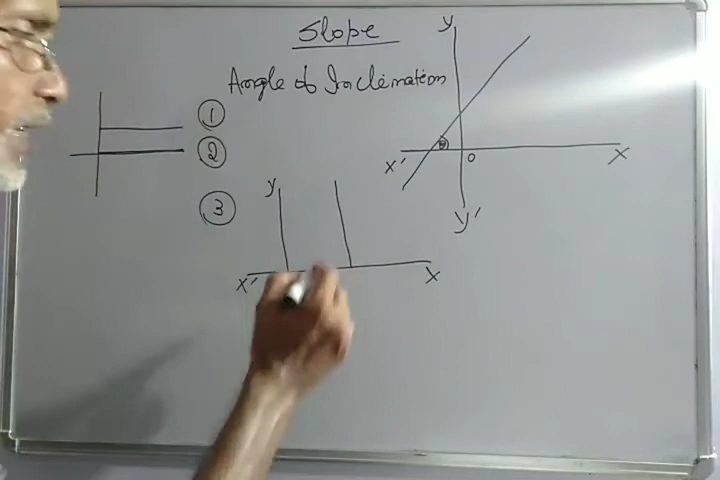 Slope
Angle of Inclination
①
②
③
y
X'
θ
O
X
y'
y
X'
X